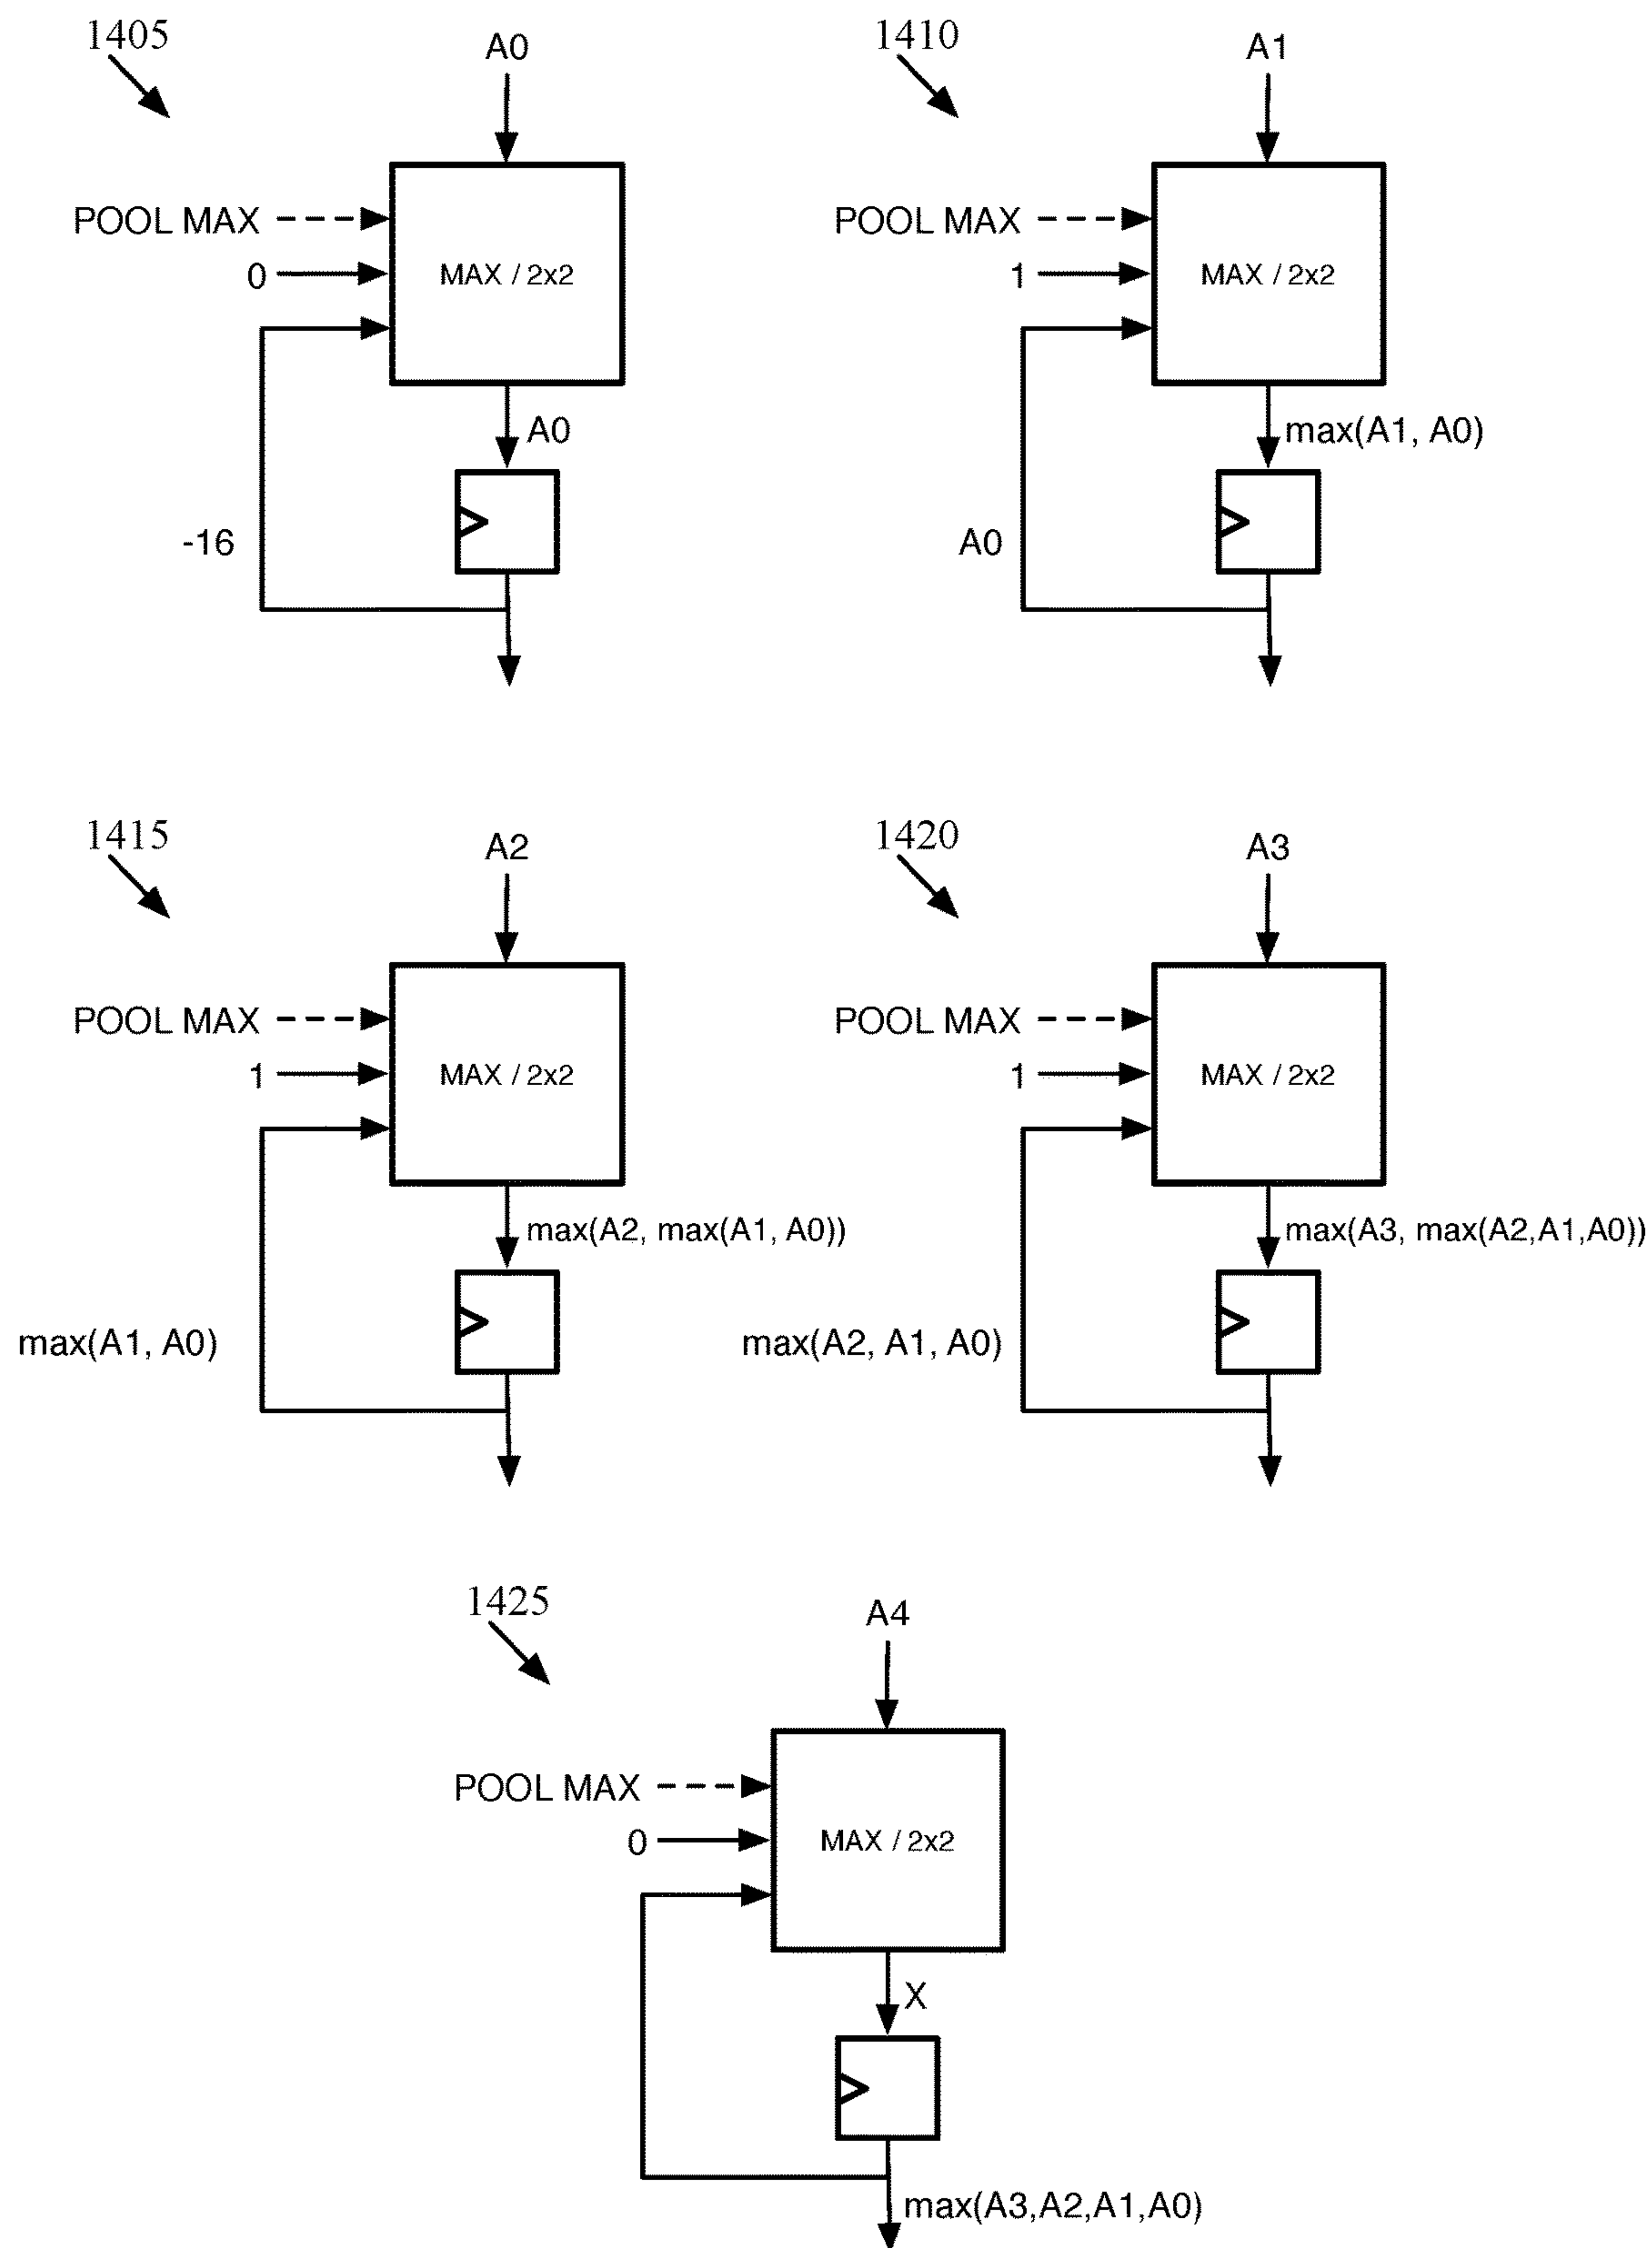 1405
A0
POOL MAX
0
MAX / 2x2
A0
-16
1410
A1
POOL MAX
1
MAX / 2x2
max(A1, A0)
A0
1415
A2
POOL MAX
1
MAX / 2x2
max(A2, max(A1, A0))
max(A1, A0)
1420
A3
POOL MAX
1
MAX / 2x2
max(A3, max(A2,A1,A0))
max(A2, A1, A0)
1425
A4
POOL MAX
0
MAX / 2x2
X
max(A3,A2,A1,A0)